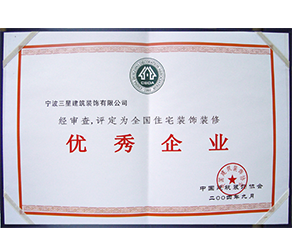 宁波三星建筑装饰有限公司
经审查,评定为全国住宅装饰装修
优秀企业
中国建筑装饰协会
二〇〇四年九月